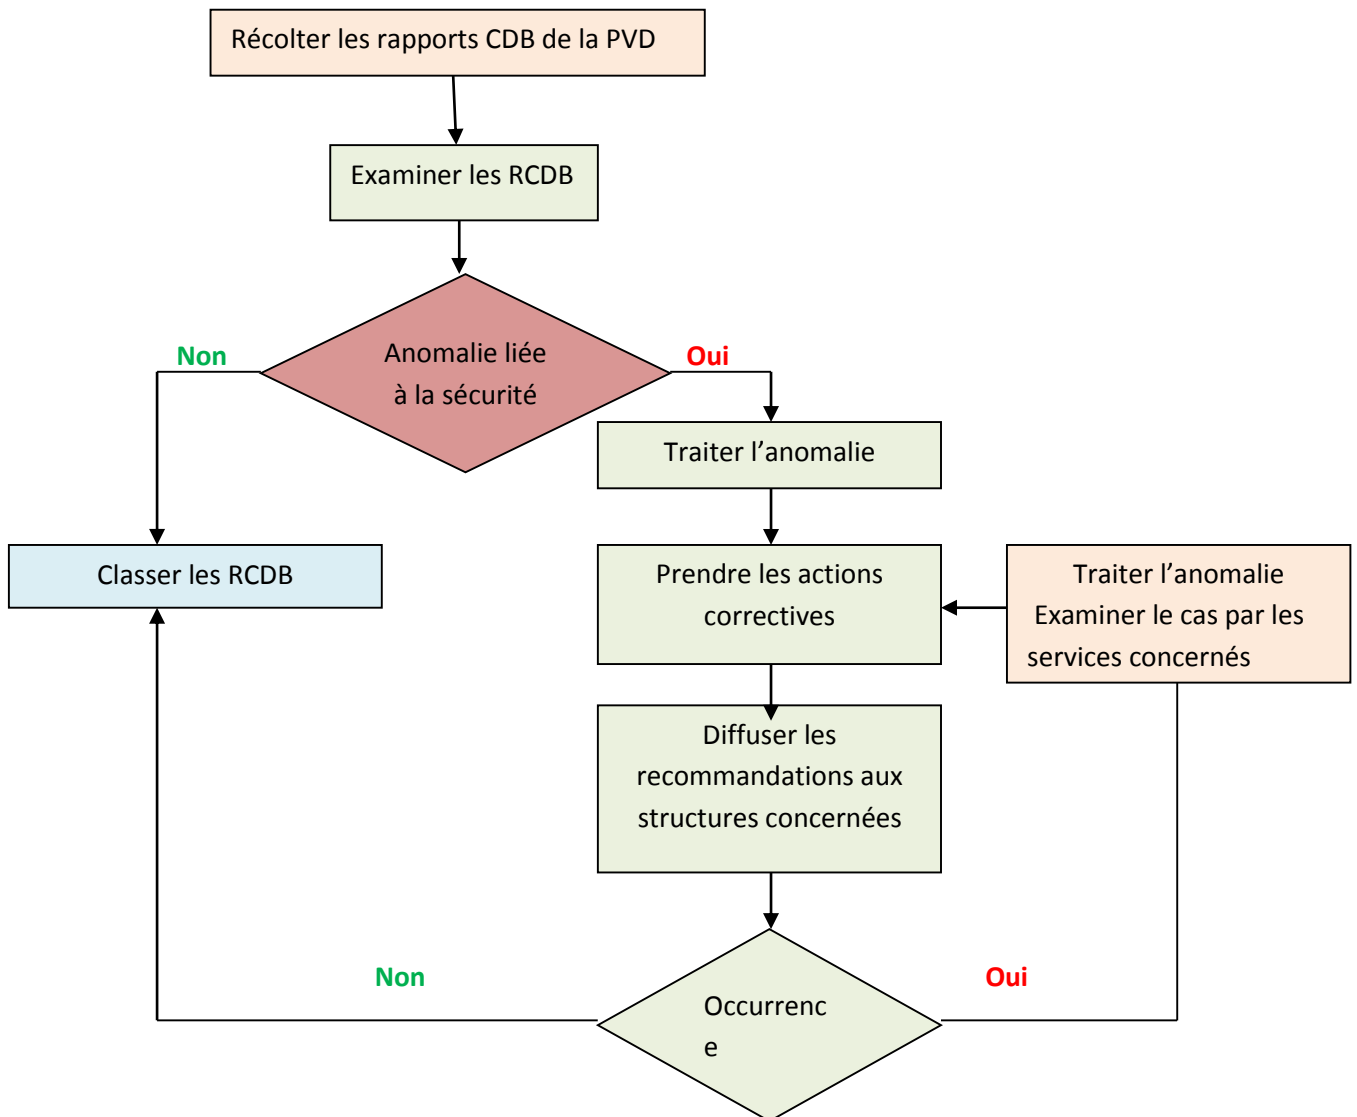 Récolter les rapports CDB de la PVD
Examiner les RCDB
Non
Anomalie liée
à la sécurité
Oui
Traiter l’anomalie
Classer les RCDB
Prendre les actions
correctives
Traiter l’anomalie
Examiner le cas par les
services concernés
Diffuser les
recommandations aux
structures concernées
Non
Oui
Occurrenc
e